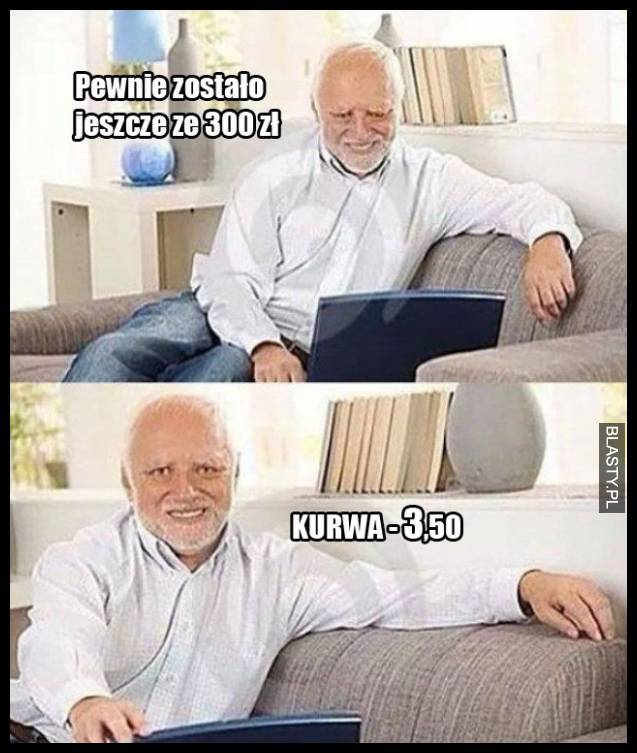 Pewnie zostało
jeszcze ze 300 zł
KURWA - 3,50
BLASTY.PL